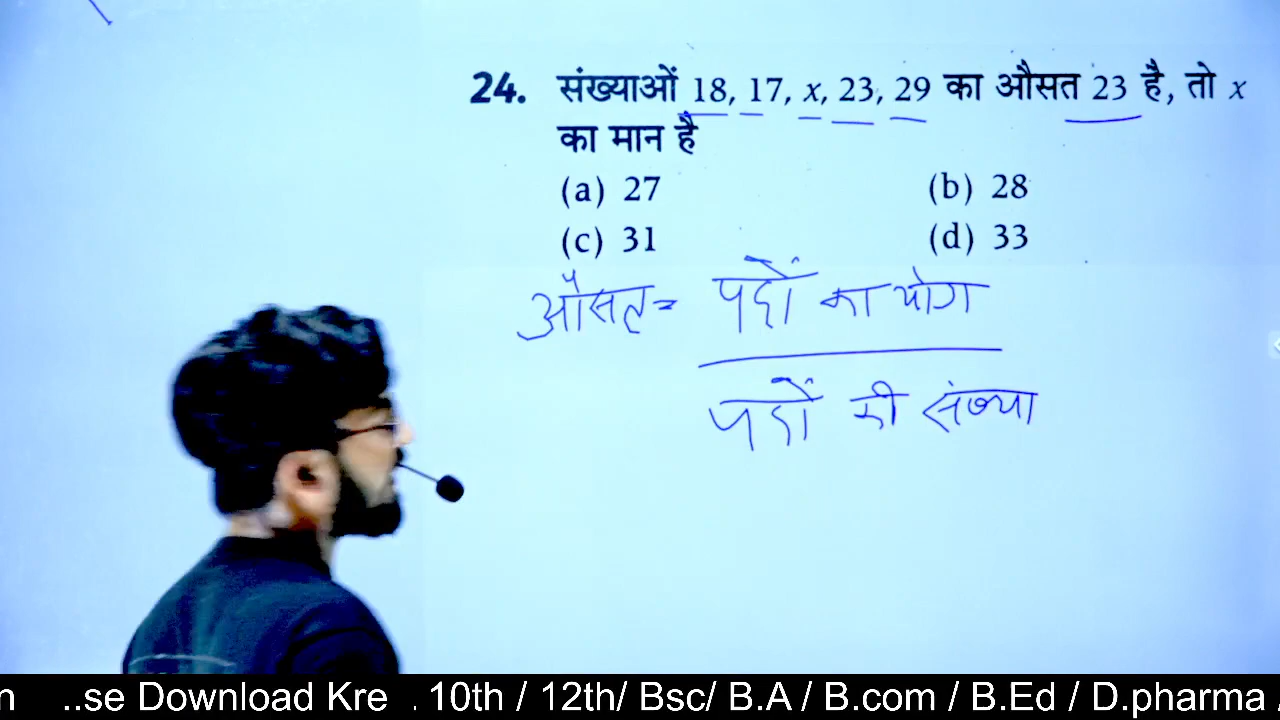 24. संख्याओं 18, 17, x, 23, 29 का औसत 23 है, तो x
का मान है
(a) 27 (b) 28
(c) 31 (d) 33
औसत = पदों का योग
पदों की संख्या
..se Download Kre . 10th / 12th/ Bsc/ B.A / B.com / B.Ed / D.pharma